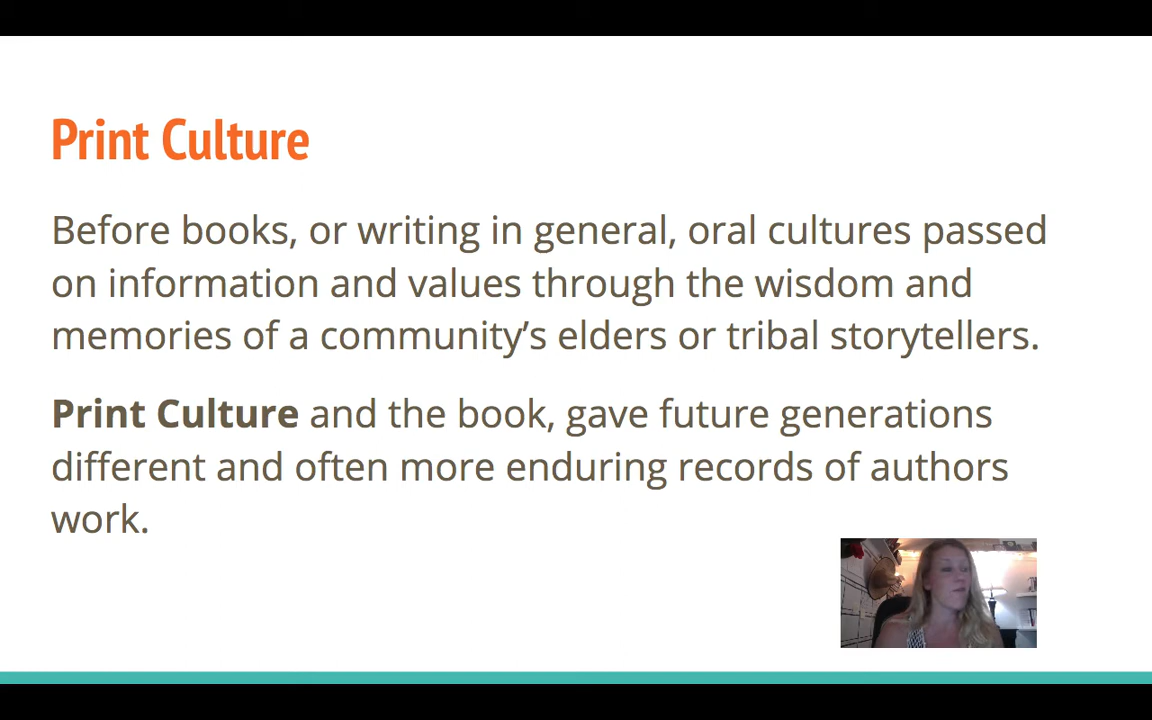 Print Culture
Before books, or writing in general, oral cultures passed
on information and values through the wisdom and
memories of a community’s elders or tribal storytellers.
Print Culture and the book, gave future generations
different and often more enduring records of authors
work.